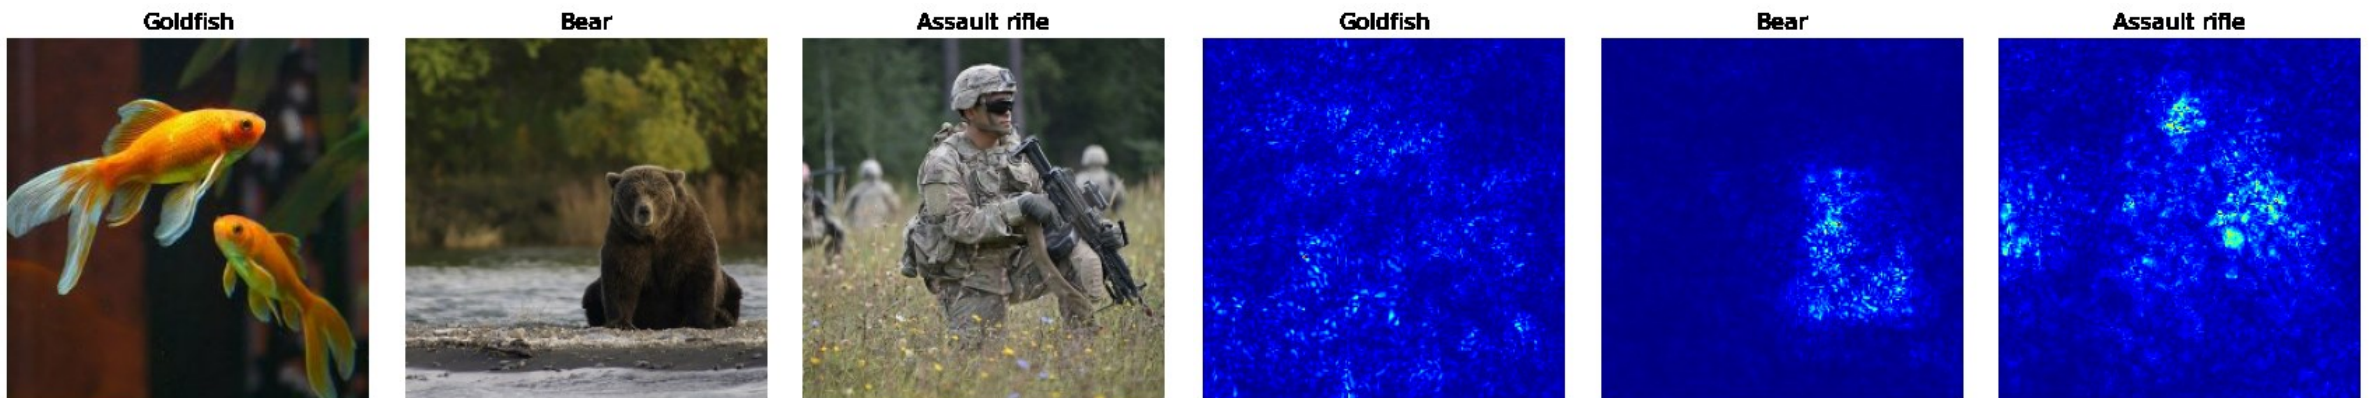 Goldfish
Bear
Assault rifle
Goldfish
Bear
Assault rifle